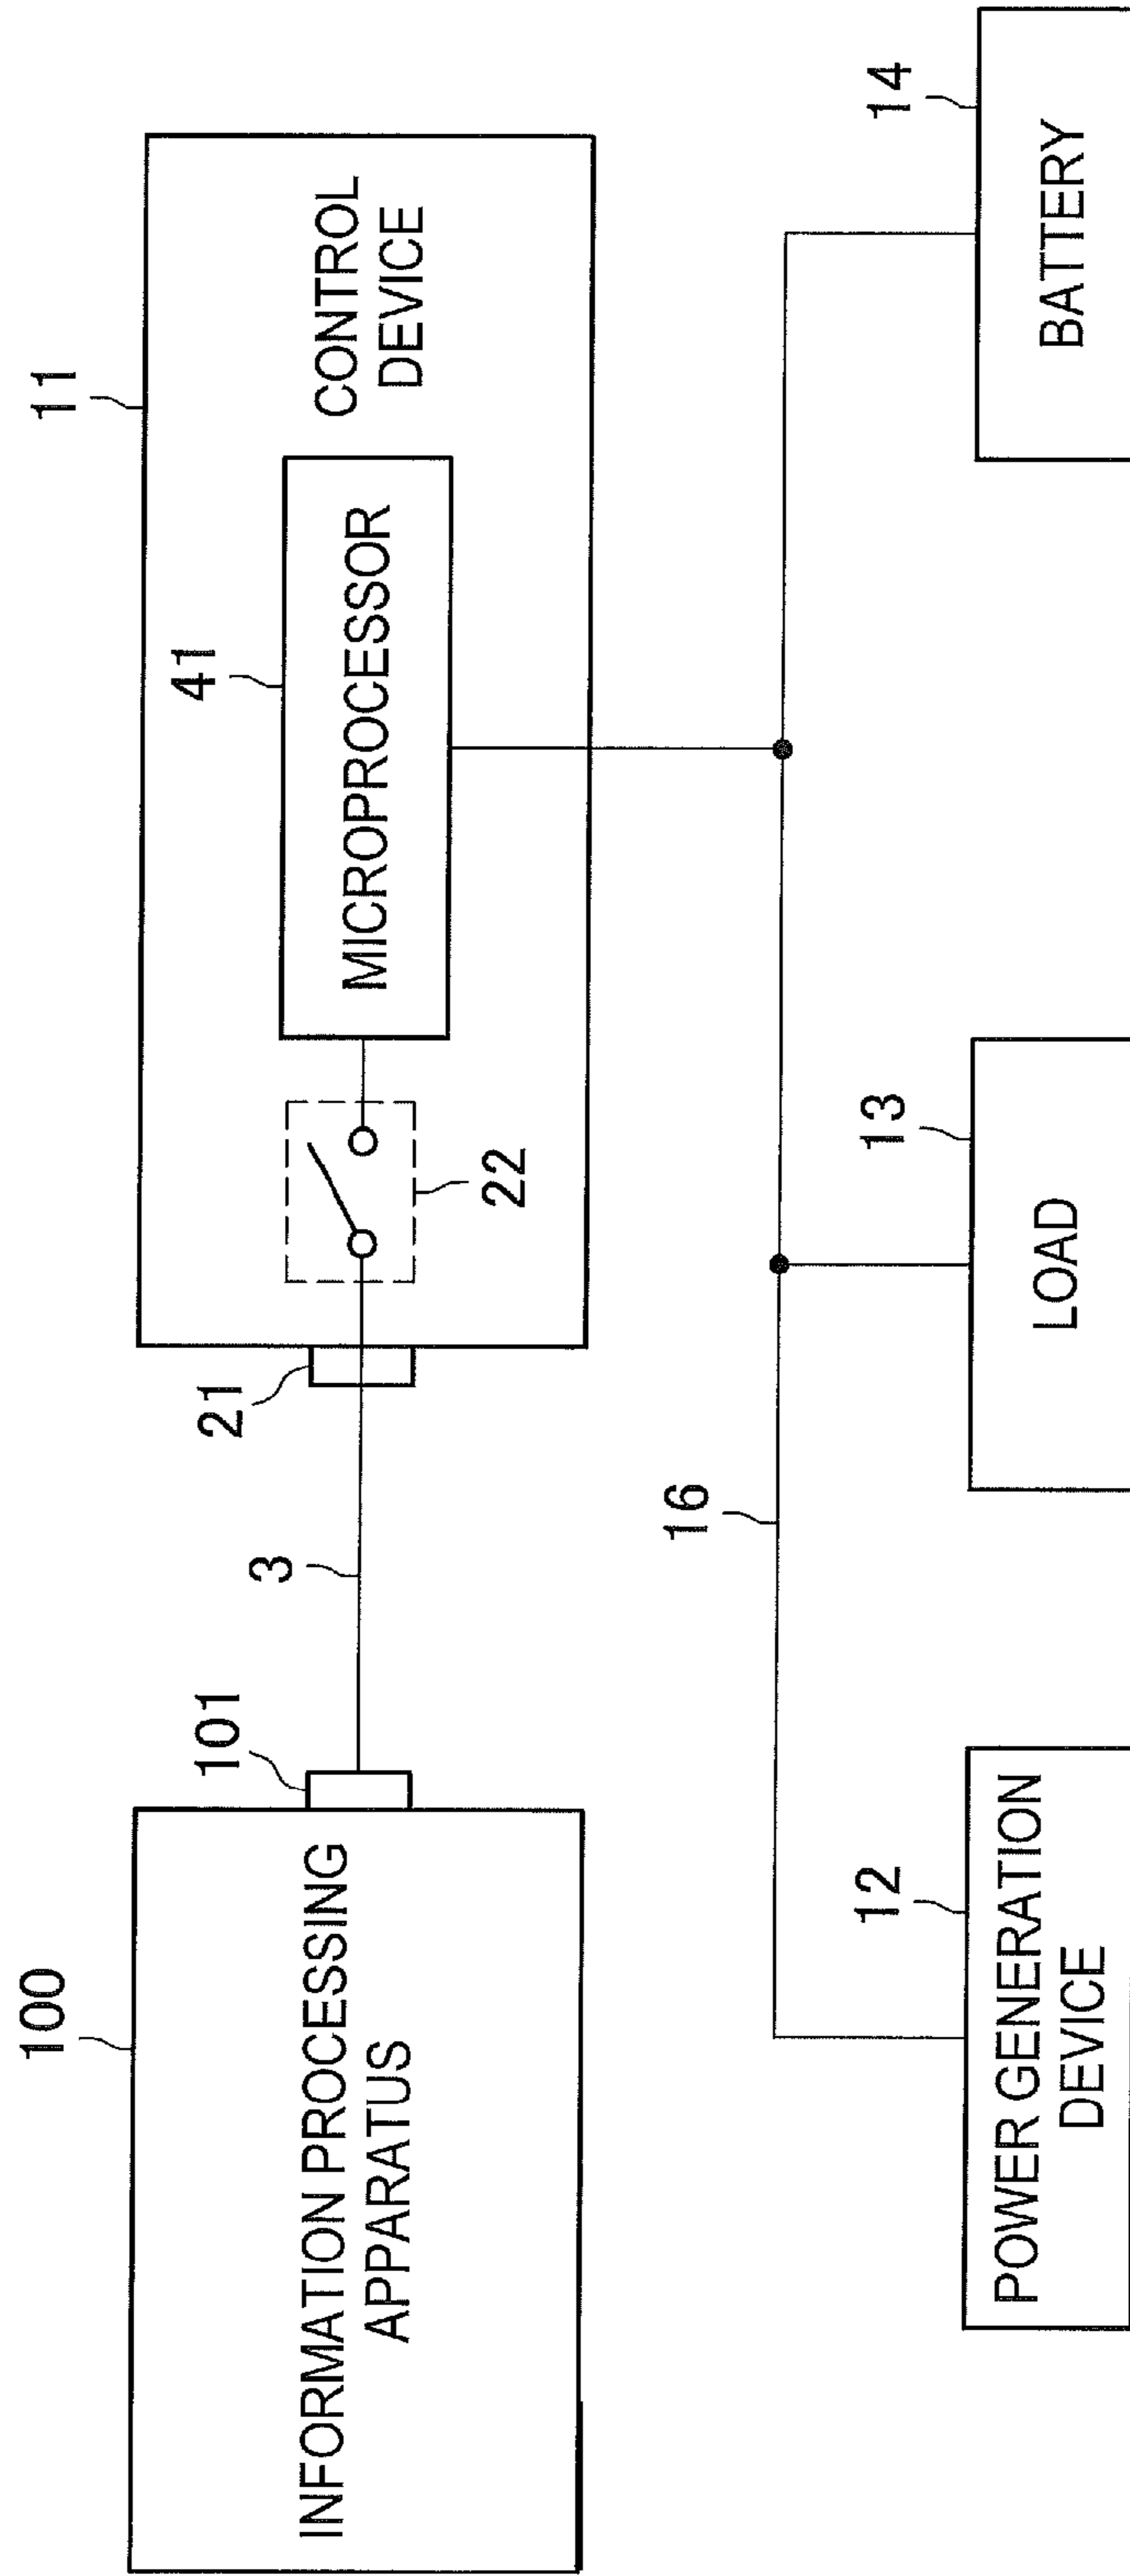 100
INFORMATION PROCESSING
APPARATUS
101
3
21
11
41
MICROPROCESSOR
CONTROL
DEVICE
22
16
12
POWER GENERATION
DEVICE
13
LOAD
14
BATTERY